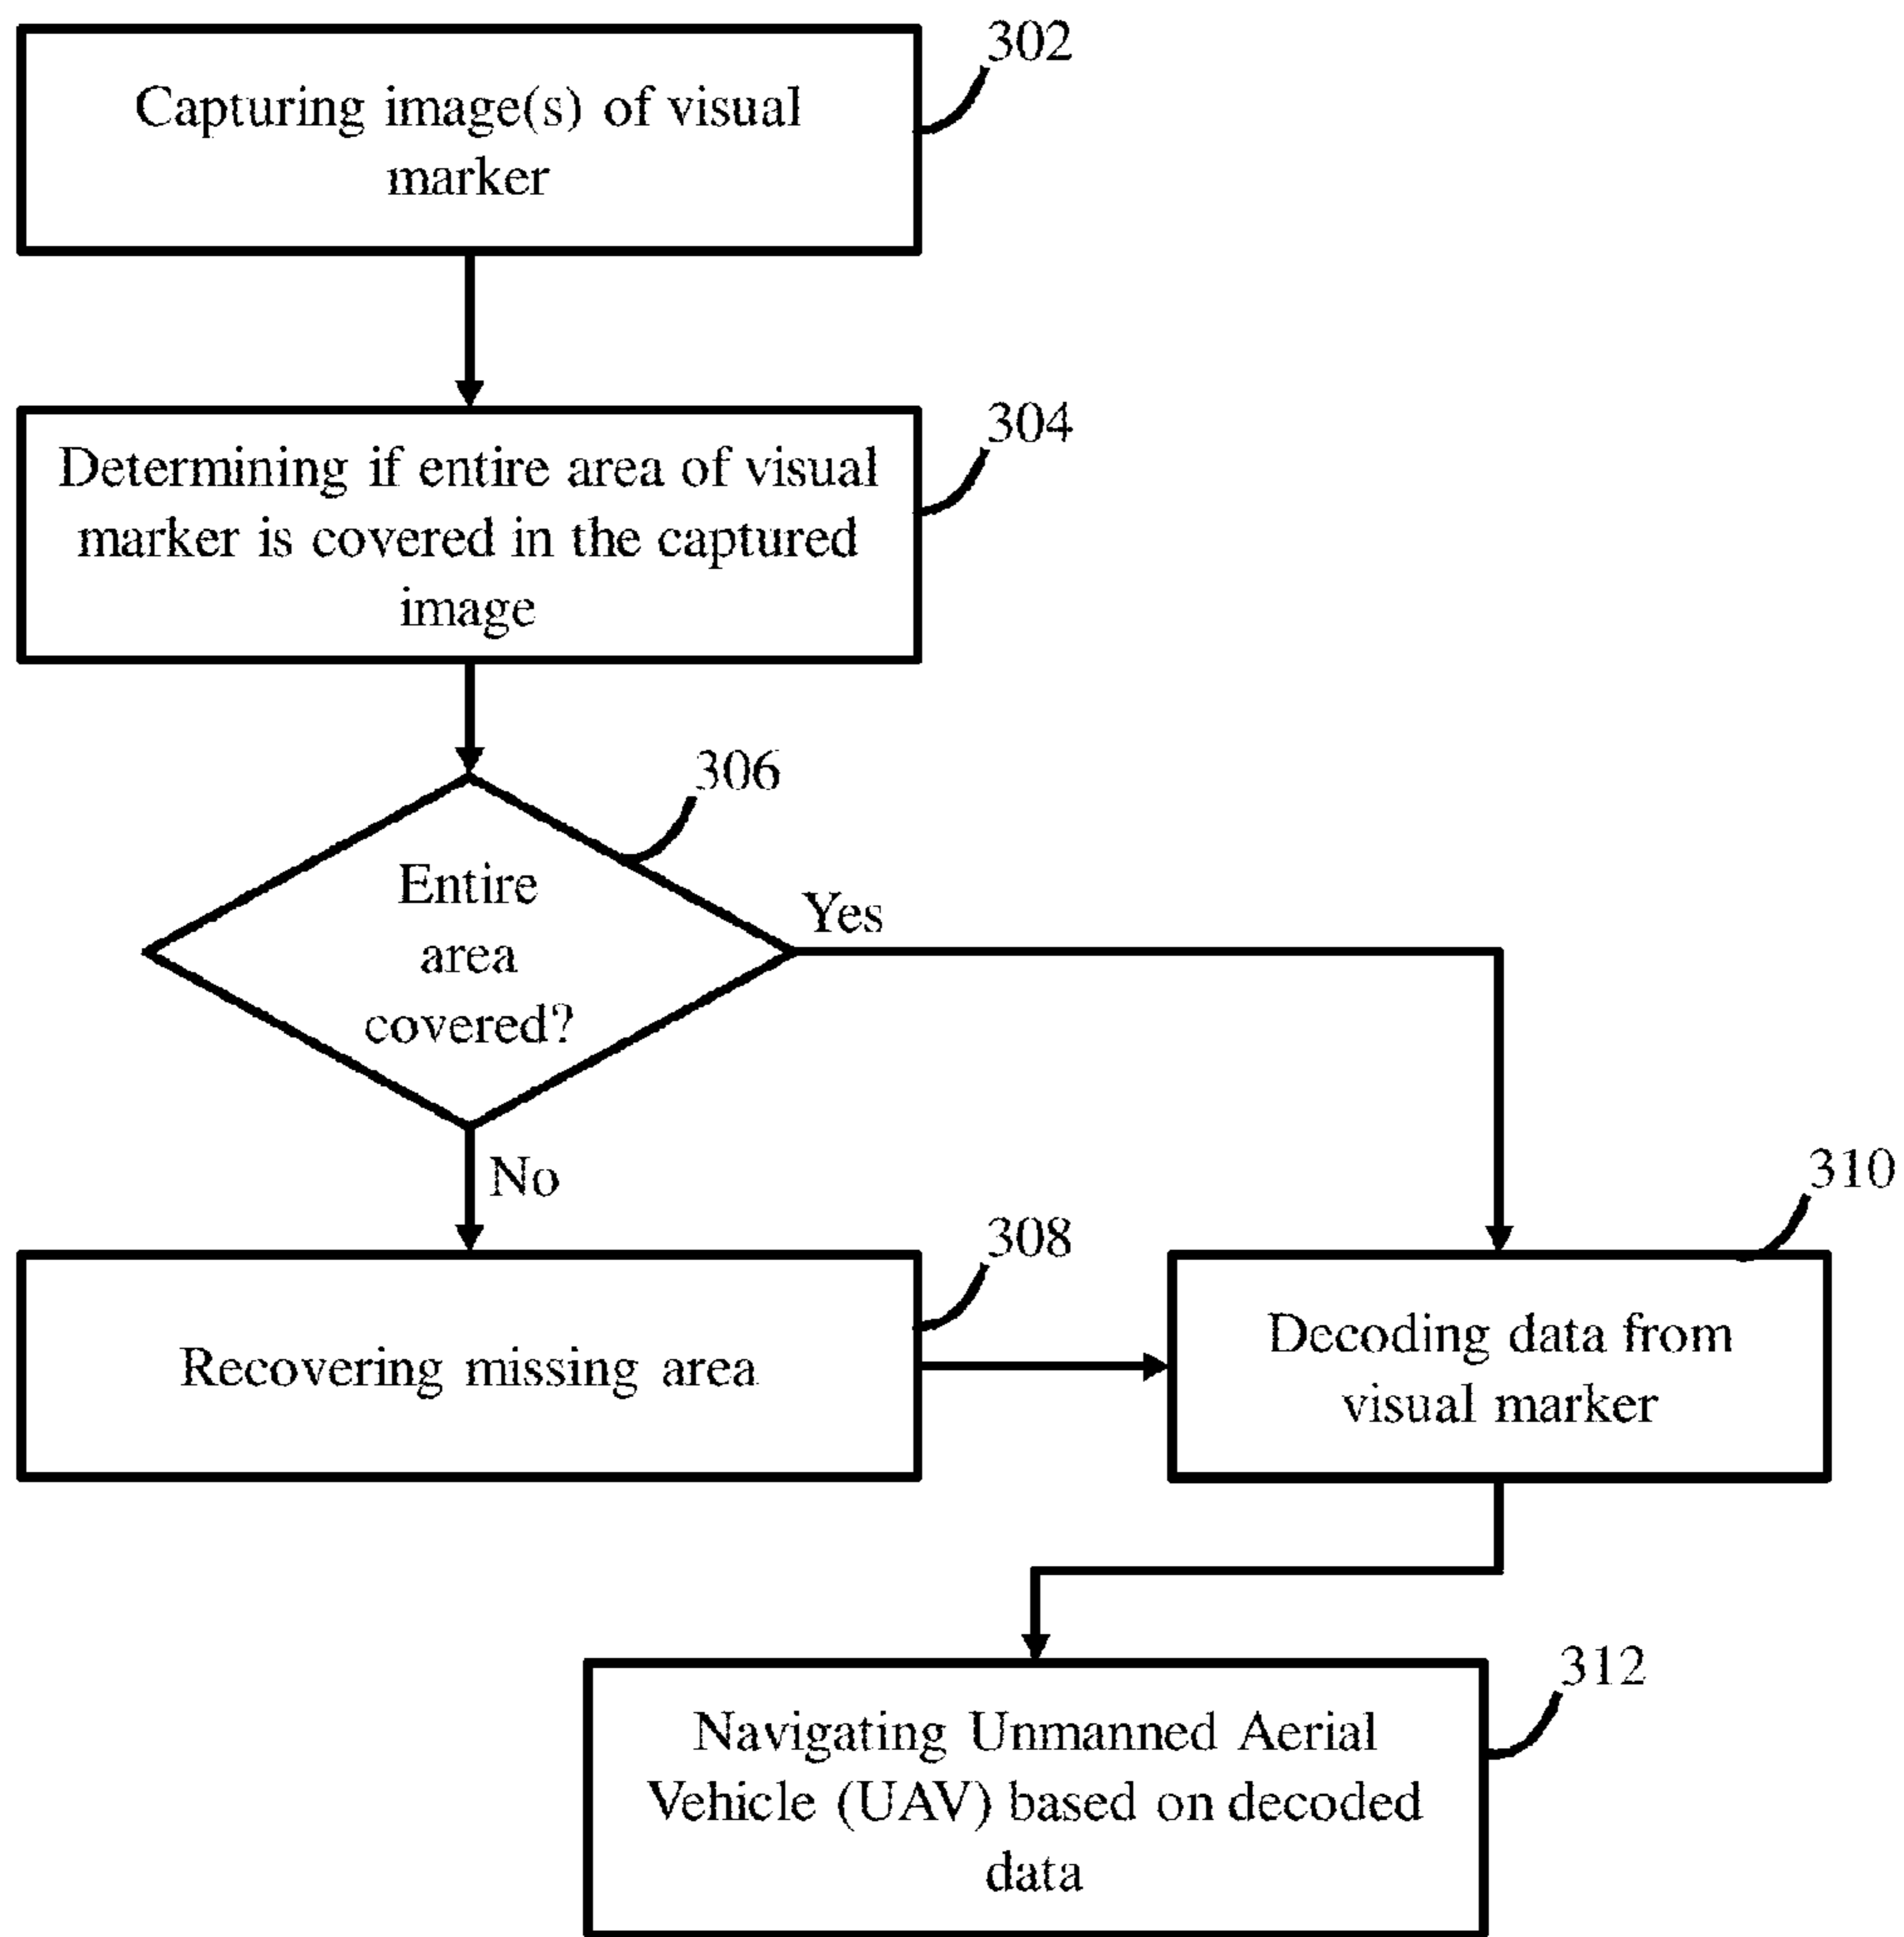 302
Capturing image(s) of visual
marker
304
Determining if entire area of visual
marker is covered in the captured
image
306
Entire
area
covered?
Yes
No
308
Recovering missing area
310
Decoding data from
visual marker
312
Navigating Unmanned Aerial
Vehicle (UAV) based on decoded
data